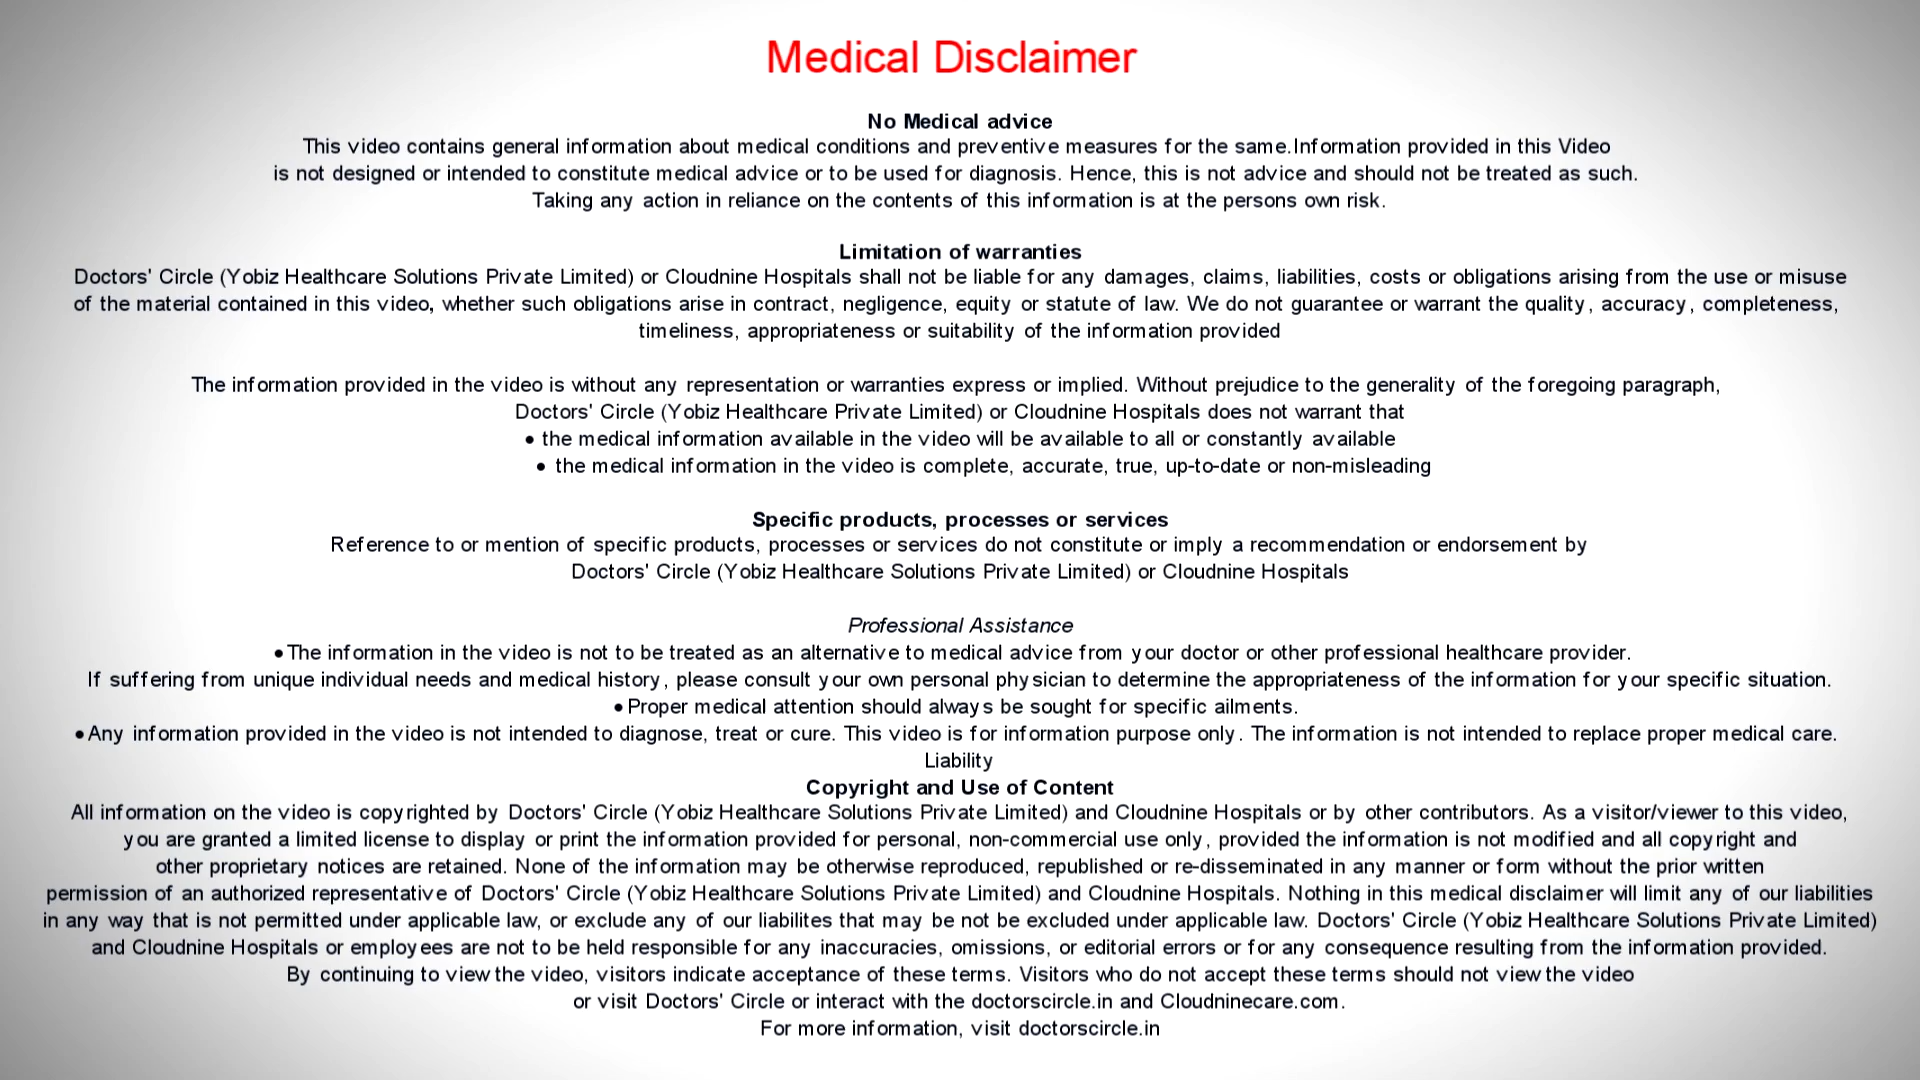 Medical Disclaimer
No Medical advice
This video contains general information about medical conditions and preventive measures for the same.Information provided in this Video
is not designed or intended to constitute medical advice or to be used for diagnosis. Hence, this is not advice and should not be treated as such.
Taking any action in reliance on the contents of this information is at the persons own risk.
Limitation of warranties
Doctors' Circle (Yobiz Healthcare Solutions Private Limited) or Cloudnine Hospitals shall not be liable for any damages, claims, liabilities, costs or obligations arising from the use or misuse
of the material contained in this video, whether such obligations arise in contract, negligence, equity or statute of law. We do not guarantee or warrant the quality, accuracy, completeness,
timeliness, appropriateness or suitability of the information provided
The information provided in the video is without any representation or warranties express or implied. Without prejudice to the generality of the foregoing paragraph,
Doctors' Circle (Yobiz Healthcare Private Limited) or Cloudnine Hospitals does not warrant that
• the medical information available in the video will be available to all or constantly available
• the medical information in the video is complete, accurate, true, up-to-date or non-misleading
Specific products, processes or services
Reference to or mention of specific products, processes or services do not constitute or imply a recommendation or endorsement by
Doctors' Circle (Yobiz Healthcare Solutions Private Limited) or Cloudnine Hospitals
Professional Assistance
•The information in the video is not to be treated as an alternative to medical advice from your doctor or other professional healthcare provider.
If suffering from unique individual needs and medical history, please consult your own personal physician to determine the appropriateness of the information for your specific situation.
•Proper medical attention should always be sought for specific ailments.
•Any information provided in the video is not intended to diagnose, treat or cure. This video is for information purpose only. The information is not intended to replace proper medical care.
Liability
Copyright and Use of Content
All information on the video is copyrighted by Doctors' Circle (Yobiz Healthcare Solutions Private Limited) and Cloudnine Hospitals or by other contributors. As a visitor/viewer to this video,
you are granted a limited license to display or print the information provided for personal, non-commercial use only, provided the information is not modified and all copyright and
other proprietary notices are retained. None of the information may be otherwise reproduced, republished or re-disseminated in any manner or form without the prior written
permission of an authorized representative of Doctors' Circle (Yobiz Healthcare Solutions Private Limited) and Cloudnine Hospitals. Nothing in this medical disclaimer will limit any of our liabilities
in any way that is not permitted under applicable law, or exclude any of our liabilites that may be not be excluded under applicable law. Doctors' Circle (Yobiz Healthcare Solutions Private Limited)
and Cloudnine Hospitals or employees are not to be held responsible for any inaccuracies, omissions, or editorial errors or for any consequence resulting from the information provided.
By continuing to view the video, visitors indicate acceptance of these terms. Visitors who do not accept these terms should not view the video
or visit Doctors' Circle or interact with the doctorscircle.in and Cloudninecare.com.
For more information, visit doctorscircle.in